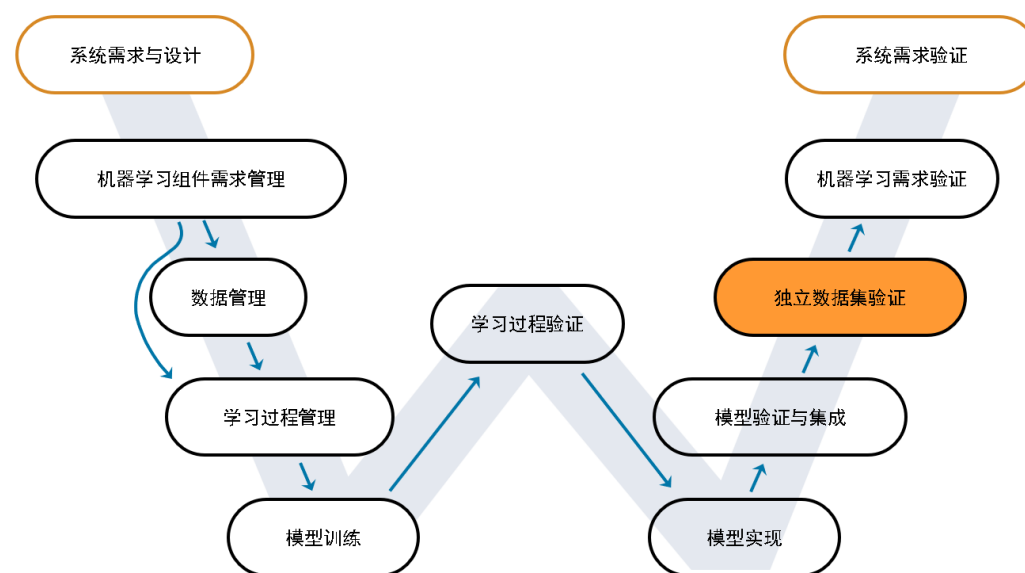 系统需求与设计
系统需求验证
机器学习组件需求管理
机器学习需求验证
数据管理
独立数据集验证
学习过程验证
学习过程管理
模型验证与集成
模型训练
模型实现